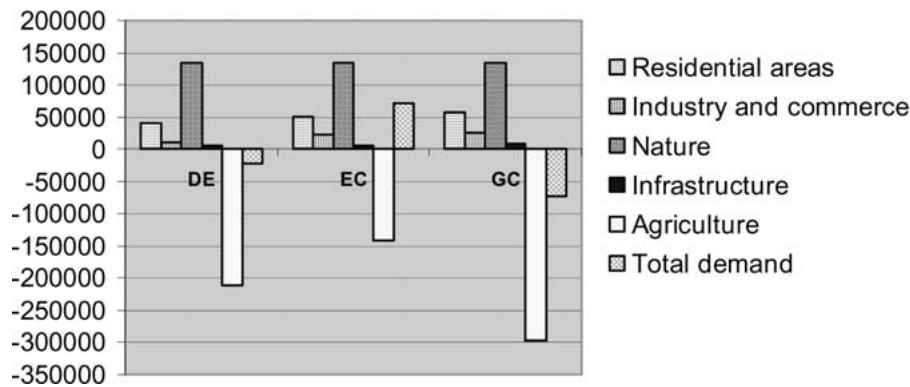 200000
150000
100000
50000
0
-50000
-100000
-150000
-200000
-250000
-300000
-350000
DE
EC
GC
Residential areas
Industry and commerce
Nature
Infrastructure
Agriculture
Total demand